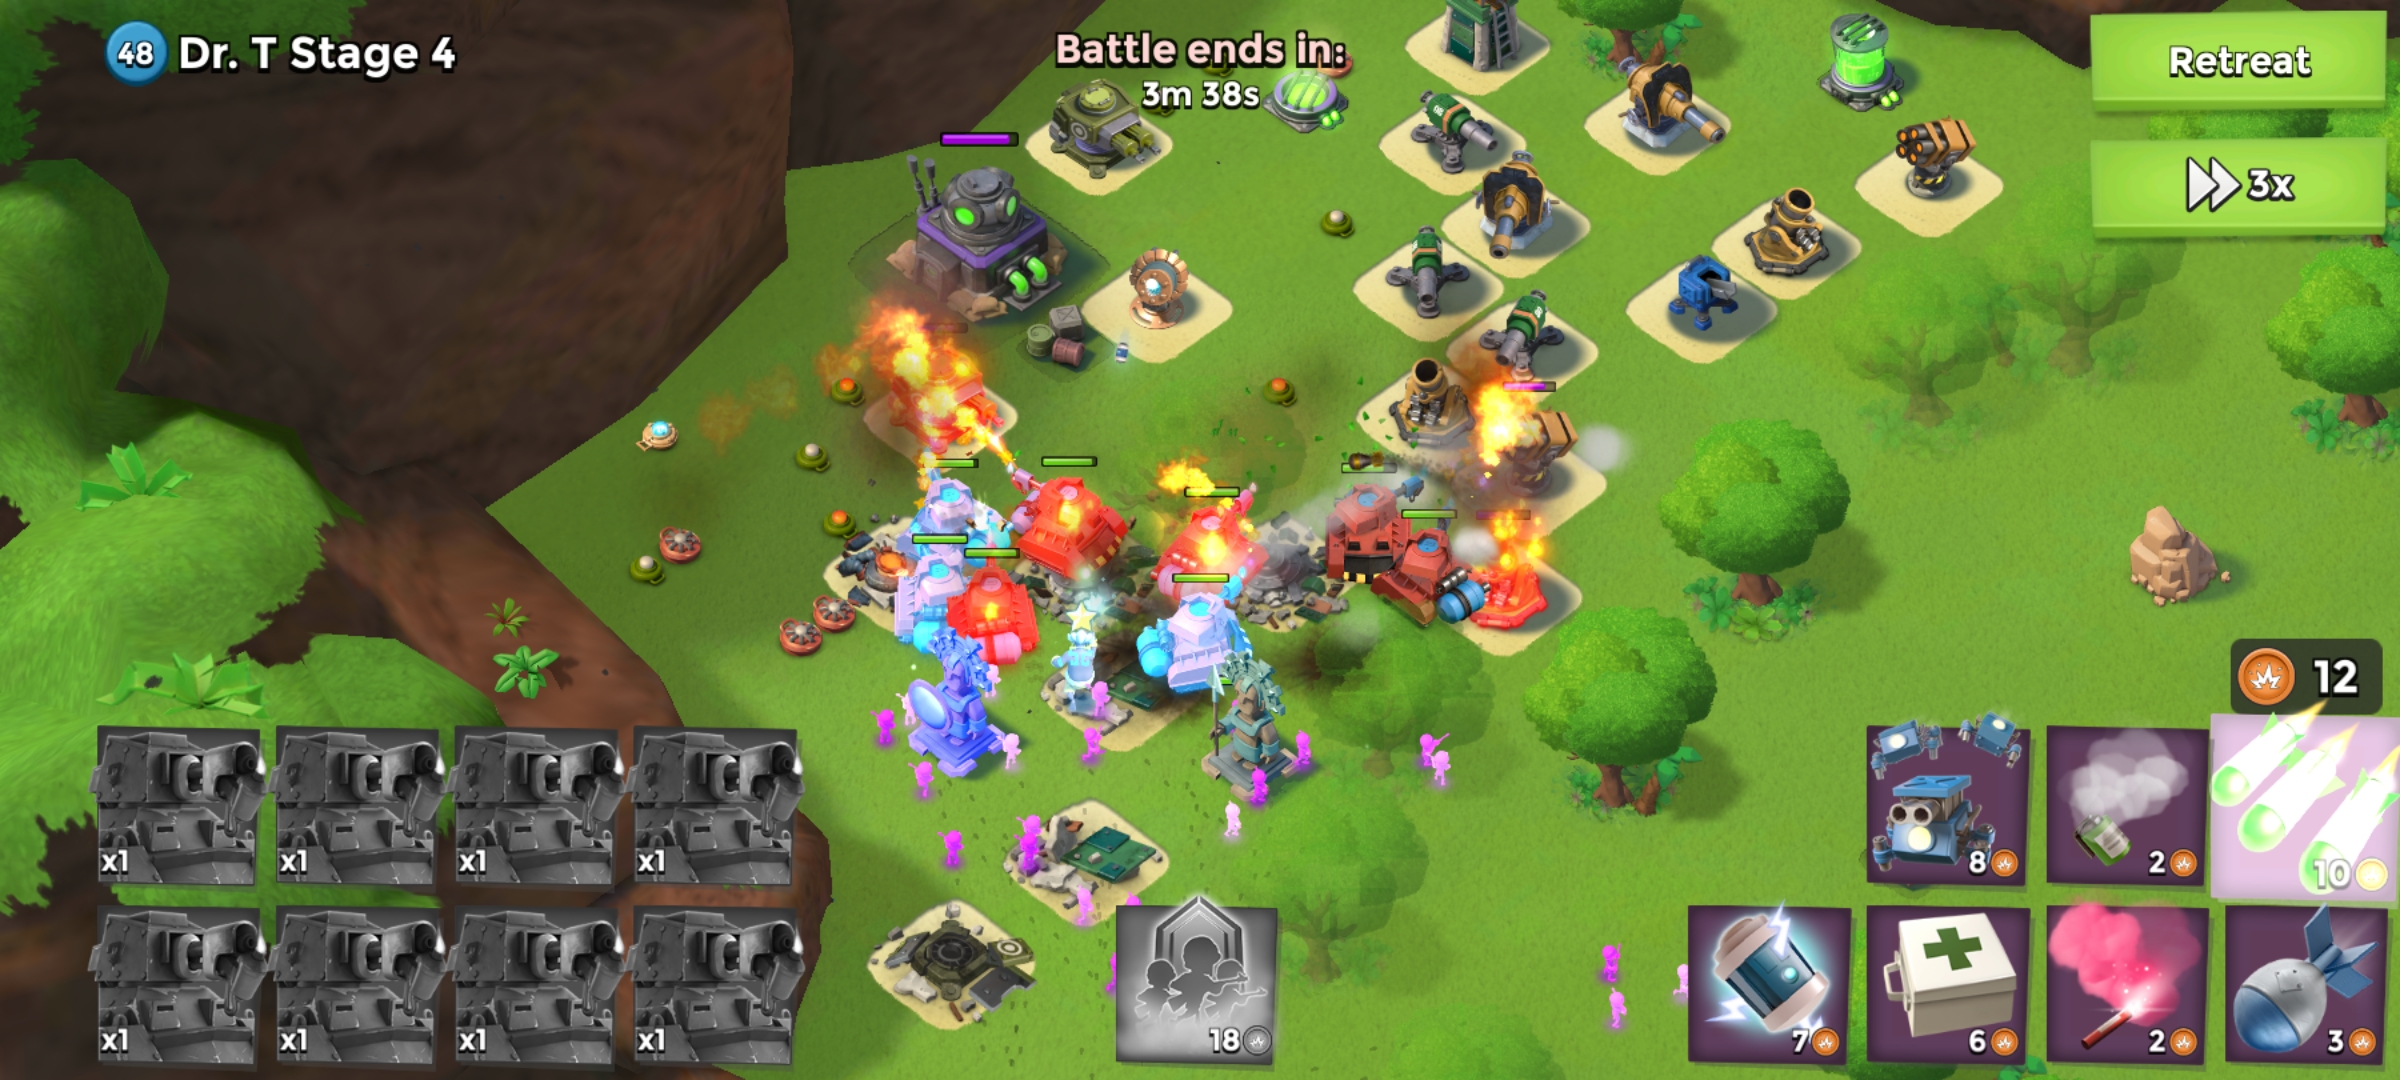 48 Dr. T Stage 4
Battle ends in:
3m 38s
Retreat
3x
12
8
2
10
x1
x1
x1
x1
x1
x1
x1
x1
18
7
6
2
3